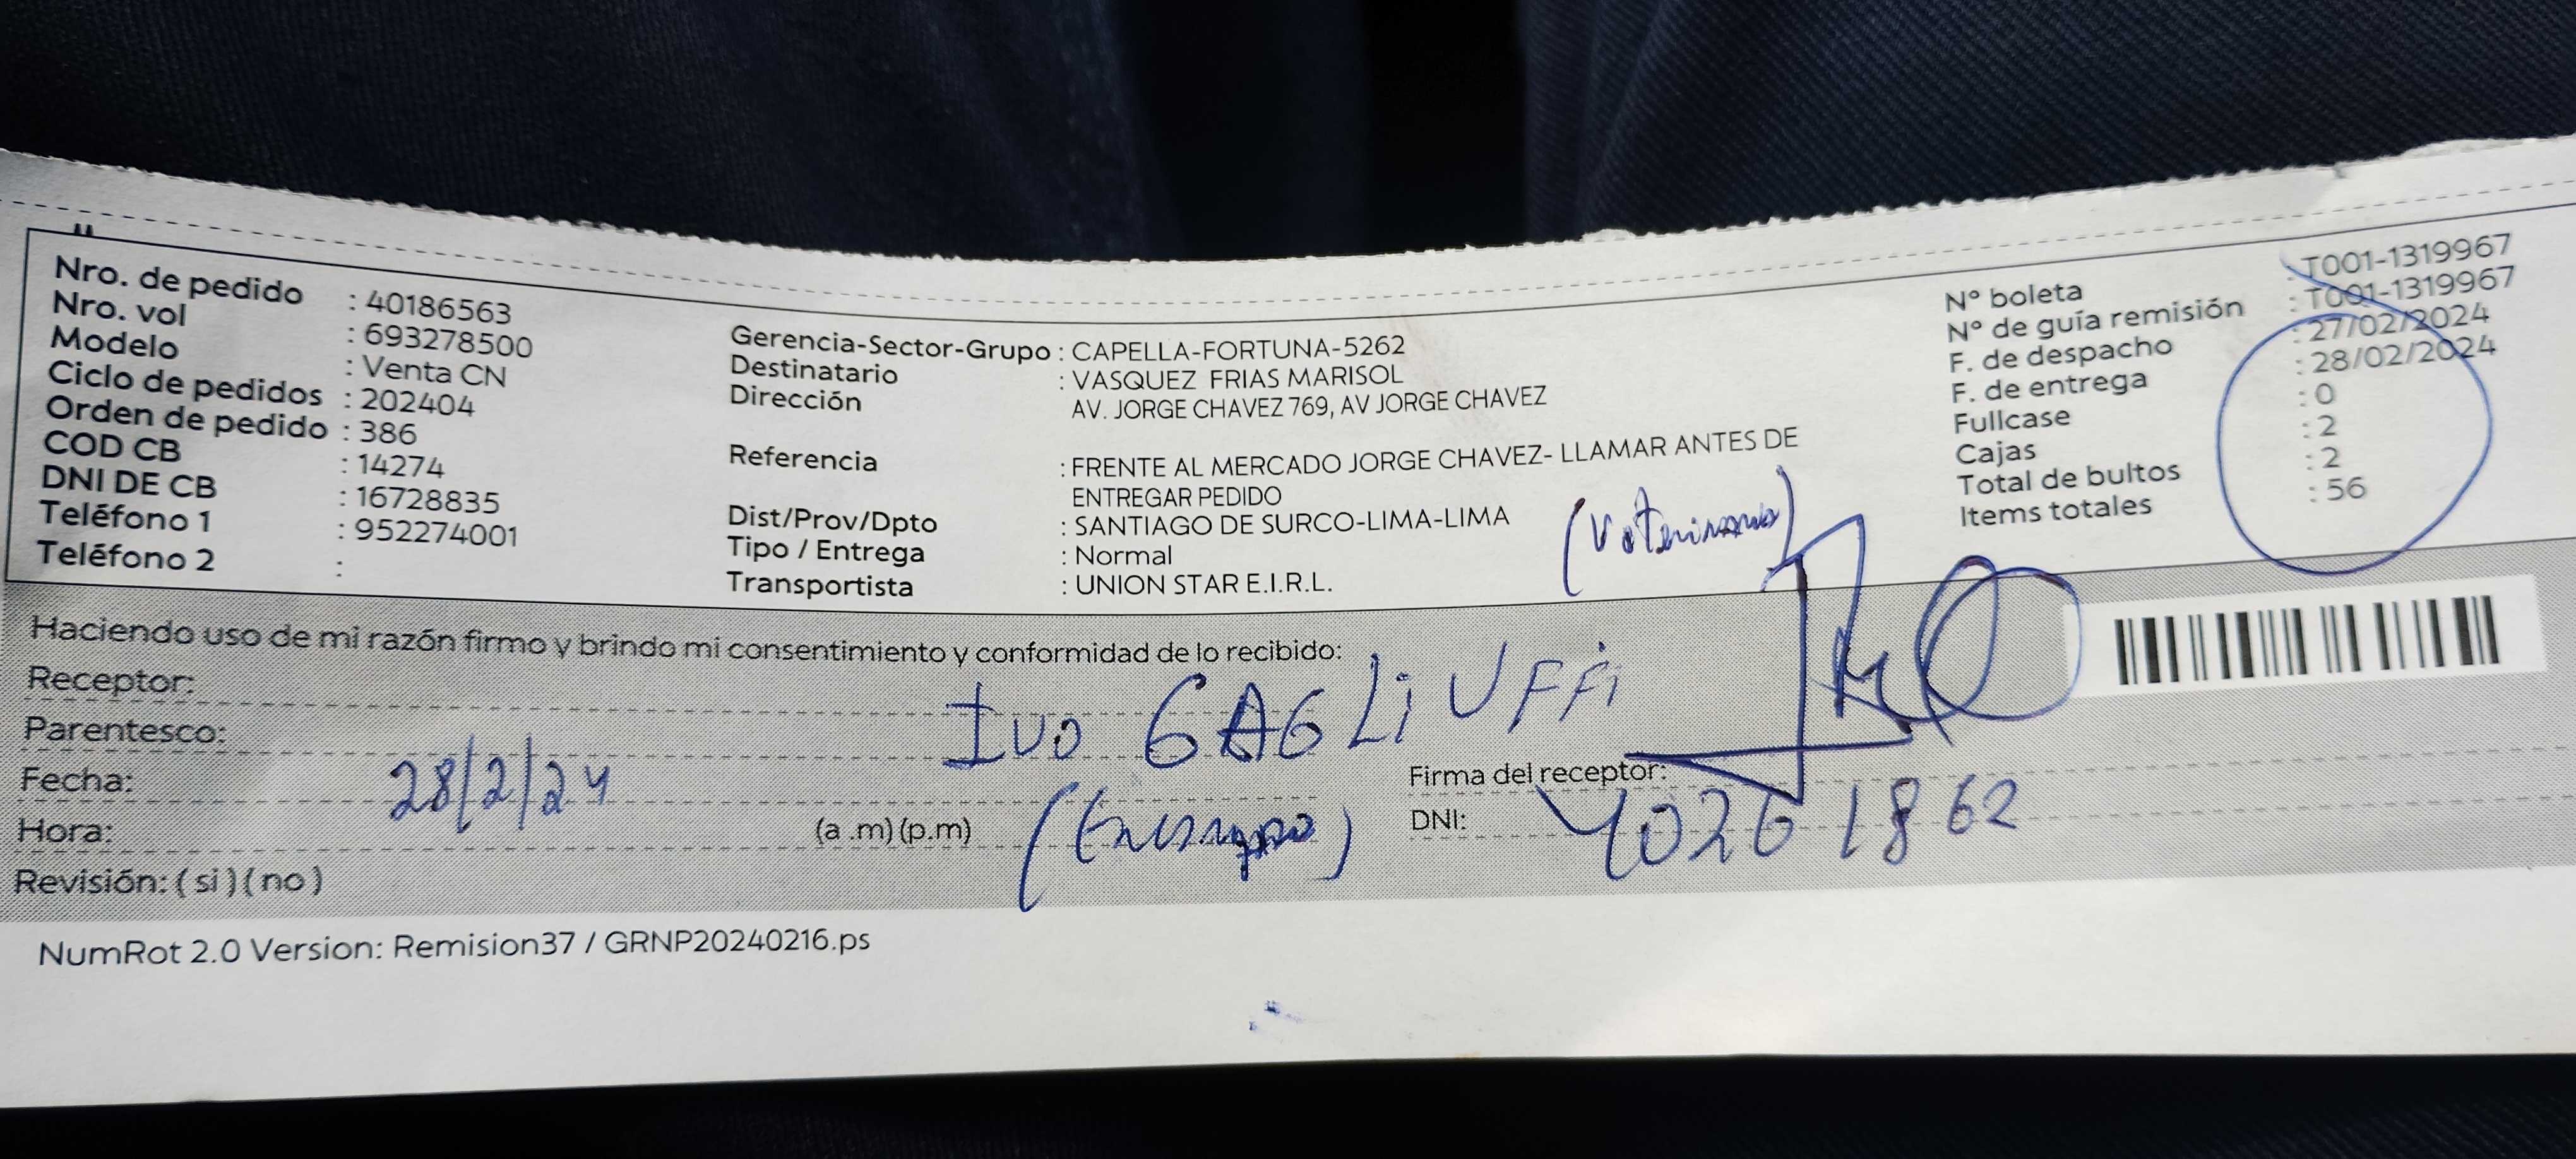 Nro. de pedido : 40186563
Nro. vol : 693278500
Modelo : Venta CN
Ciclo de pedidos : 202404
Orden de pedido : 386
COD CB : 14274
DNI DE CB : 16728835
Teléfono 1 : 952274001
Teléfono 2 :
Gerencia-Sector-Grupo : CAPELLA-FORTUNA-5262
Destinatario : VASQUEZ FRIAS MARISOL
Dirección AV. JORGE CHAVEZ 769, AV JORGE CHAVEZ
Referencia : FRENTE AL MERCADO JORGE CHAVEZ- LLAMAR ANTES DE
ENTREGAR PEDIDO
Dist/Prov/Dpto : SANTIAGO DE SURCO-LIMA-LIMA
Tipo / Entrega : Normal
Transportista : UNION STAR E.I.R.L.
N° boleta : T001-1319967
N° de guía remisión : T001-1319967
F. de despacho : 27/02/2024
F. de entrega : 28/02/2024
Fullcase : 0
Cajas : 2
Total de bultos : 2
Items totales : 56
Haciendo uso de mi razón firmo y brindo mi consentimiento y conformidad de lo recibido:
Receptor: Ivo GAGLiUFFi
Parentesco:
Fecha: 28/2/24
Firma del receptor:
Hora: (a .m) (p.m)
DNI: 40261862
Revisión: ( si ) ( no )
NumRot 2.0 Version: Remision37 / GRNP20240216.ps